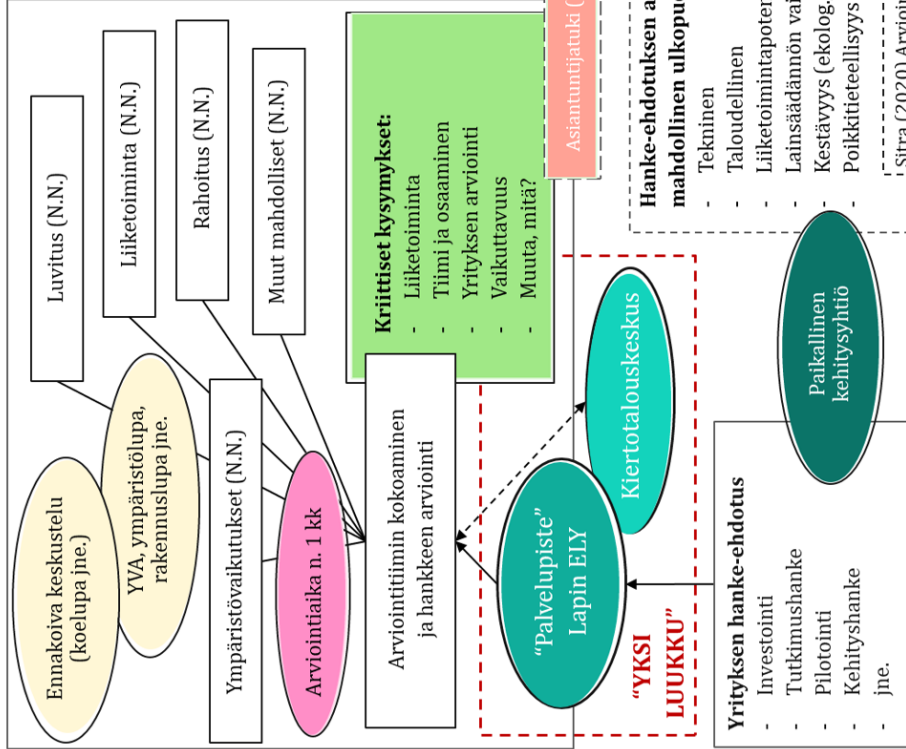 Ennakoiva keskustelu
(koelupa jne.)
YVA, ympäristölupa,
rakennuslupa jne.
Luvitus (N.N.)
Liiketoiminta (N.N.)
Rahoitus (N.N.)
Muut mahdolliset (N.N.)
Ympäristövaikutukset (N.N.)
Arviointiaika n. 1 kk
Arviointitiimin kokoaminen
ja hankkeen arviointi
Kriittiset kysymykset:
- Liiketoiminta
- Tiimi ja osaaminen
- Yrityksen arviointi
- Vaikuttavuus
- Muuta, mitä?
Asiantuntijatuki (
"Palvelupiste"
Lapin ELY
Kiertotalouskeskus
"YKSI
LUUKKU"
Yrityksen hanke-ehdotus
- Investointi
- Tutkimushanke
- Pilotointi
- Kehityshanke
- jne.
Paikallinen
kehitysyhtiö
Hanke-ehdotuksen a
mahdollinen ulkopu
- Tekninen
- Taloudellinen
- Liiketoimintapoter
- Lainsäädännön vai
- Kestävyys (ekolog.
- Poikkitieteellisyys
Sitra (2020) Arvioin